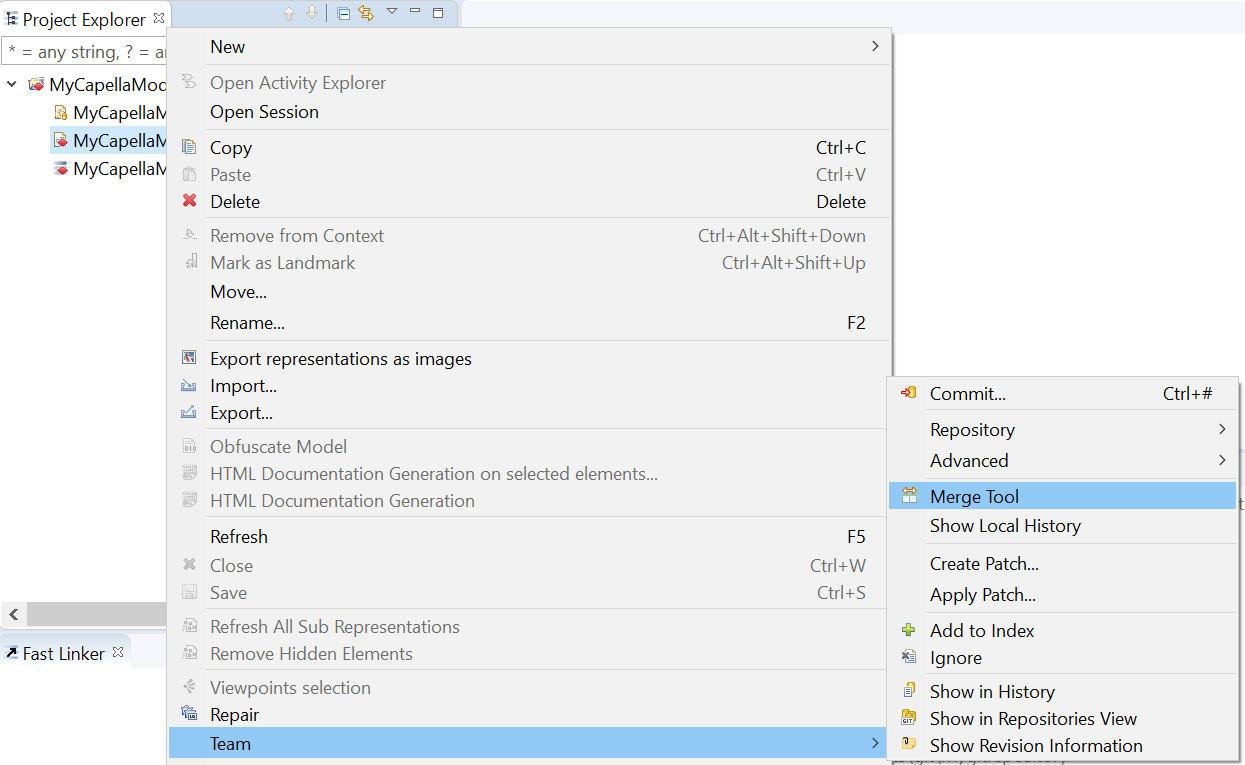 Project Explorer
* = any string, ? =
MyCapellaMod
MyCapellaM
MyCapellaM
MyCapellaM
Fast Linker
New
Open Activity Explorer
Open Session
Copy Ctrl+C
Paste Ctrl+V
Delete Delete
Remove from Context Ctrl+Alt+Shift+Down
Mark as Landmark Ctrl+Alt+Shift+Up
Move...
Rename... F2
Export representations as images
Import...
Export...
Obfuscate Model
HTML Documentation Generation on selected elements...
HTML Documentation Generation
Refresh F5
Close Ctrl+W
Save Ctrl+S
Refresh All Sub Representations
Remove Hidden Elements
Viewpoints selection
Repair
Team
Commit... Ctrl+#
Repository
Advanced
Merge Tool
Show Local History
Create Patch...
Apply Patch...
Add to Index
Ignore
Show in History
Show in Repositories View
Show Revision Information